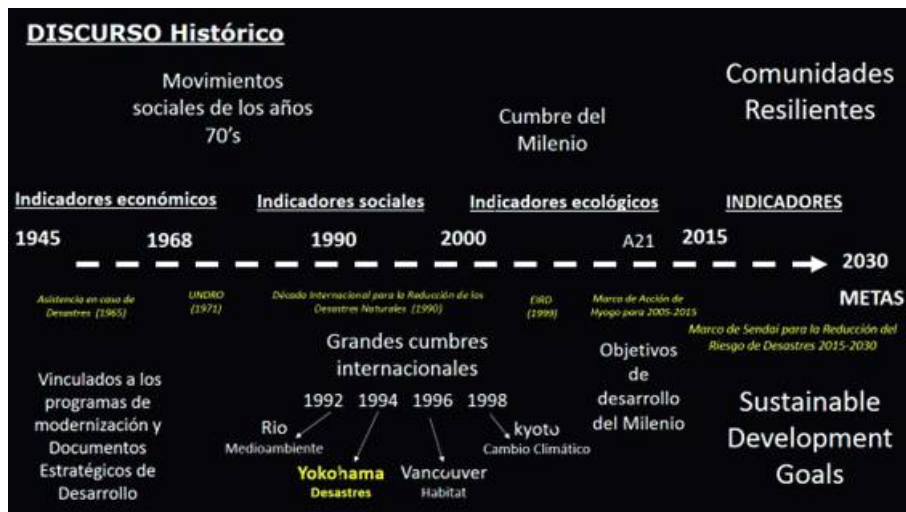 DISCURSO Histórico
Movimientos
sociales de los años
70's
Cumbre del
Milenio
Comunidades
Resilientes
Indicadores económicos
Indicadores sociales
Indicadores ecológicos
INDICADORES
1945
1968
1990
2000
A21
2015
2030
METAS
Asistencia en caso de
Desastres (1965)
UNDRO
(1971)
Década Internacional para la Reducción de los
Desastres Naturales (1990)
EIRD
(1999)
Marco de Acción de
Hyogo para 2005-2015
Marco de Sendai para la Reducción del
Riesgo de Desastres 2015-2030
Vinculados a los
programas de
modernización y
Documentos
Estratégicos de
Desarrollo
Grandes cumbres
internacionales
1992 1994 1996 1998
Rio
Medioambiente
Yokohama
Desastres
Vancouver
Habitat
kyoto
Cambio Climático
Objetivos
de
desarrollo
del Milenio
Sustainable
Development
Goals